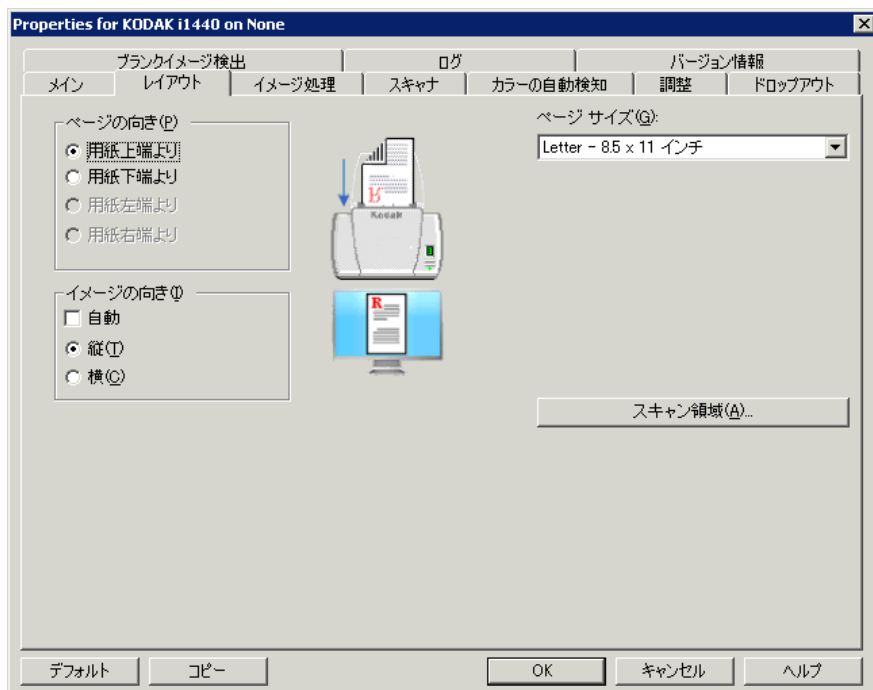 Properties for KODAK i1440 on None
ブランクイメージ検出 ログ バージョン情報
メイン レイアウト イメージ処理 スキャナ カラーの自動検知 調整 ドロップアウト
ページの向き(P)
用紙上端より
用紙下端より
用紙左端より
用紙右端より
イメージの向き(I)
自動
縦(T)
横(C)
R
Kodak
R
ページ サイズ(G):
Letter - 8.5 x 11 インチ
スキャン領域(A)...
デフォルト コピー OK キャンセル ヘルプ